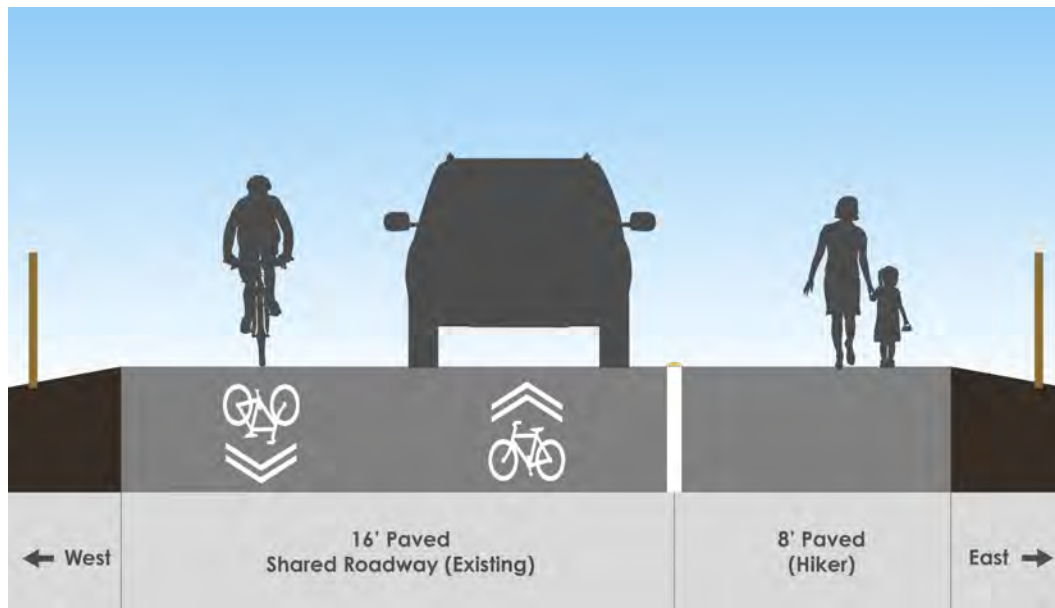 West
16' Paved
Shared Roadway (Existing)
8' Paved
(Hiker)
East